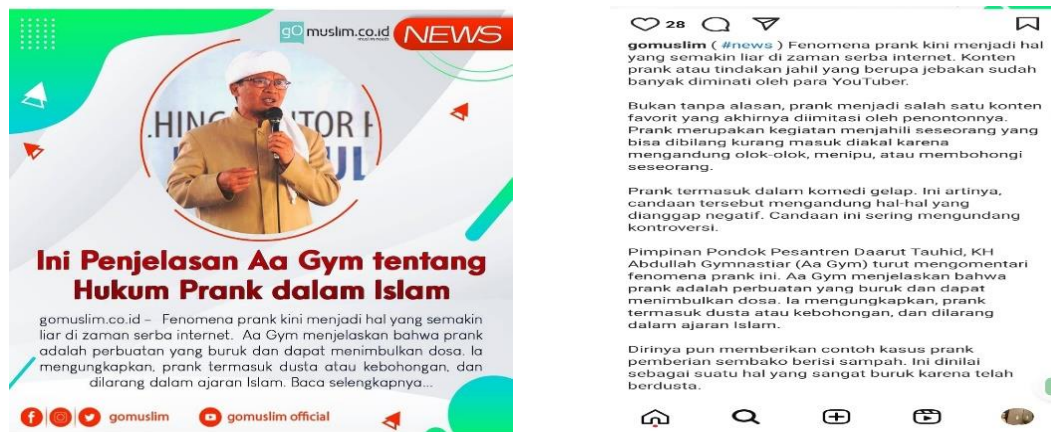 gomuslim.co.id
NEWS
.HING
TOR
UL
Ini Penjelasan Aa Gym tentang
Hukum Prank dalam Islam
gomuslim.co.id – Fenomena prank kini menjadi hal yang semakin
liar di zaman serba internet. Aa Gym menjelaskan bahwa prank
adalah perbuatan yang buruk dan dapat menimbulkan dosa. Ia
mengungkapkan, prank termasuk dusta atau kebohongan, dan
dilarang dalam ajaran Islam. Baca selengkapnya...
gomuslim
gomuslim official
28
gomuslim ( #news ) Fenomena prank kini menjadi hal
yang semakin liar di zaman serba internet. Konten
prank atau tindakan jahil yang berupa jebakan sudah
banyak diminati oleh para YouTuber.
Bukan tanpa alasan, prank menjadi salah satu konten
favorit yang akhirnya diimitasi oleh penontonnya.
Prank merupakan kegiatan menjahili seseorang yang
bisa dibilang kurang masuk diakal karena
mengandung olok-olok, menipu, atau membohongi
seseorang.
Prank termasuk dalam komedi gelap. Ini artinya,
candaan tersebut mengandung hal-hal yang
dianggap negatif. Candaan ini sering mengundang
kontroversi.
Pimpinan Pondok Pesantren Daarut Tauhid, KH
Abdullah Gymnastiar (Aa Gym) turut mengomentari
fenomena prank ini. Aa Gym menjelaskan bahwa
prank adalah perbuatan yang buruk dan dapat
menimbulkan dosa. Ia mengungkapkan, prank
termasuk dusta atau kebohongan, dan dilarang
dalam ajaran Islam.
Dirinya pun memberikan contoh kasus prank
pemberian sembako berisi sampah. Ini dinilai
sebagai suatu hal yang sangat buruk karena telah
berdusta.